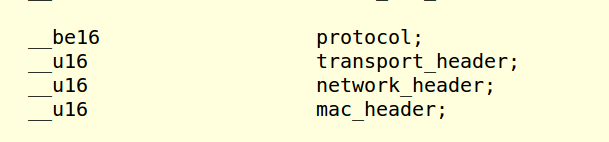 __be16 protocol;
__u16 transport_header;
__u16 network_header;
__u16 mac_header;